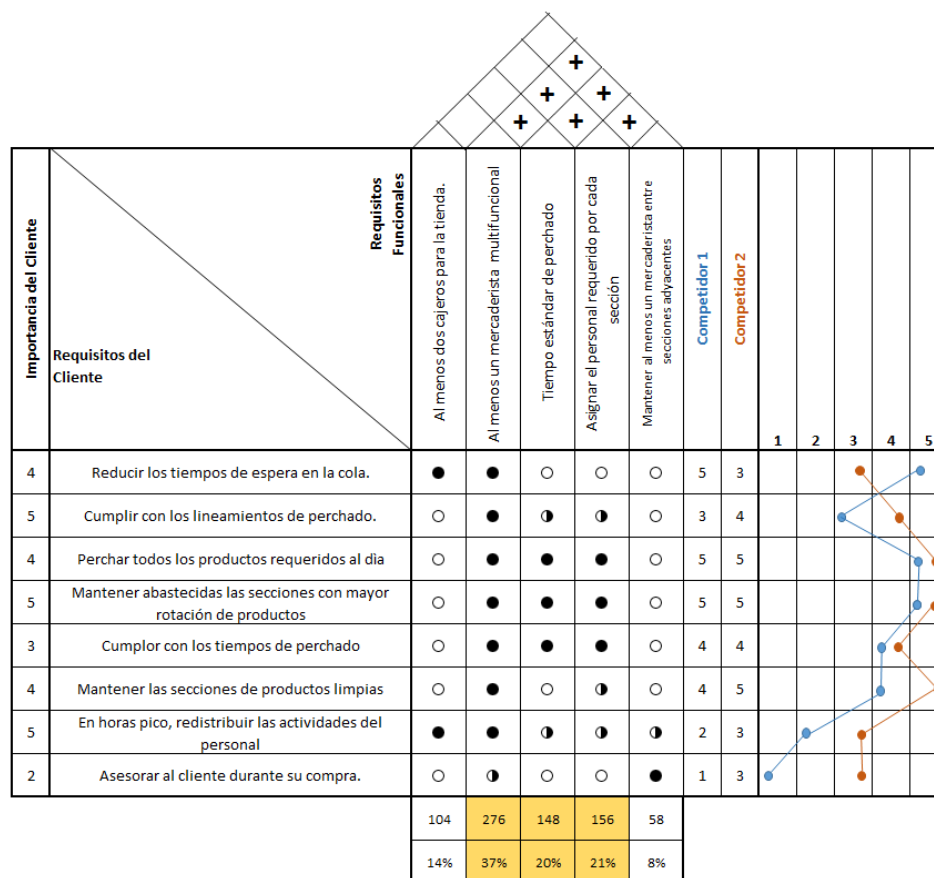 +
+ +
+ + +
Importancia del Cliente
Requisitos
Funcionales
Requisitos del
Cliente
Al menos dos cajeros para la tienda.
Al menos un mercaderista multifuncional
Tiempo estándar de perchado
Asignar el personal requerido por cada
sección
Mantener al menos un mercaderista entre
secciones adyacentes
Competidor 1
Competidor 2
1 2 3 4 5
4 Reducir los tiempos de espera en la cola. 5 3
5 Cumplir con los lineamientos de perchado. 3 4
4 Perchar todos los productos requeridos al dìa 5 5
5 Mantener abastecidas las secciones con mayor
rotación de productos 5 5
3 Cumplor con los tiempos de perchado 4 4
4 Mantener las secciones de productos limpias 4 5
5 En horas pico, redistribuir las actividades del
personal 2 3
2 Asesorar al cliente durante su compra. 1 3
104 276 148 156 58
14% 37% 20% 21% 8%